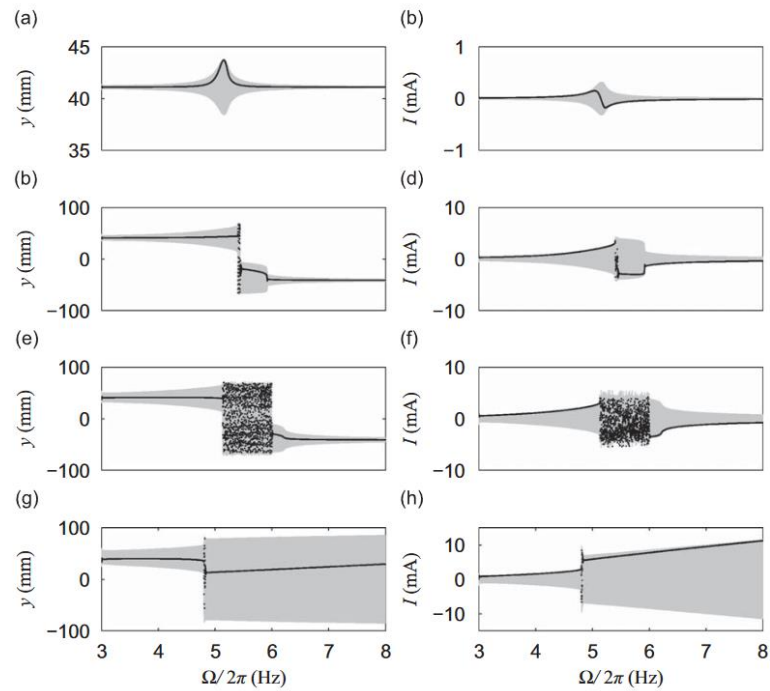 (a)
45
40
35
y (mm)
(b)
1
0
−1
I (mA)
(b)
100
0
−100
y (mm)
(d)
10
0
−10
I (mA)
(e)
100
0
−100
y (mm)
(f)
10
0
−10
I (mA)
(g)
100
0
−100
y (mm)
3 4 5 6 7 8
Ω/2π (Hz)
(h)
10
0
−10
I (mA)
3 4 5 6 7 8
Ω/2π (Hz)